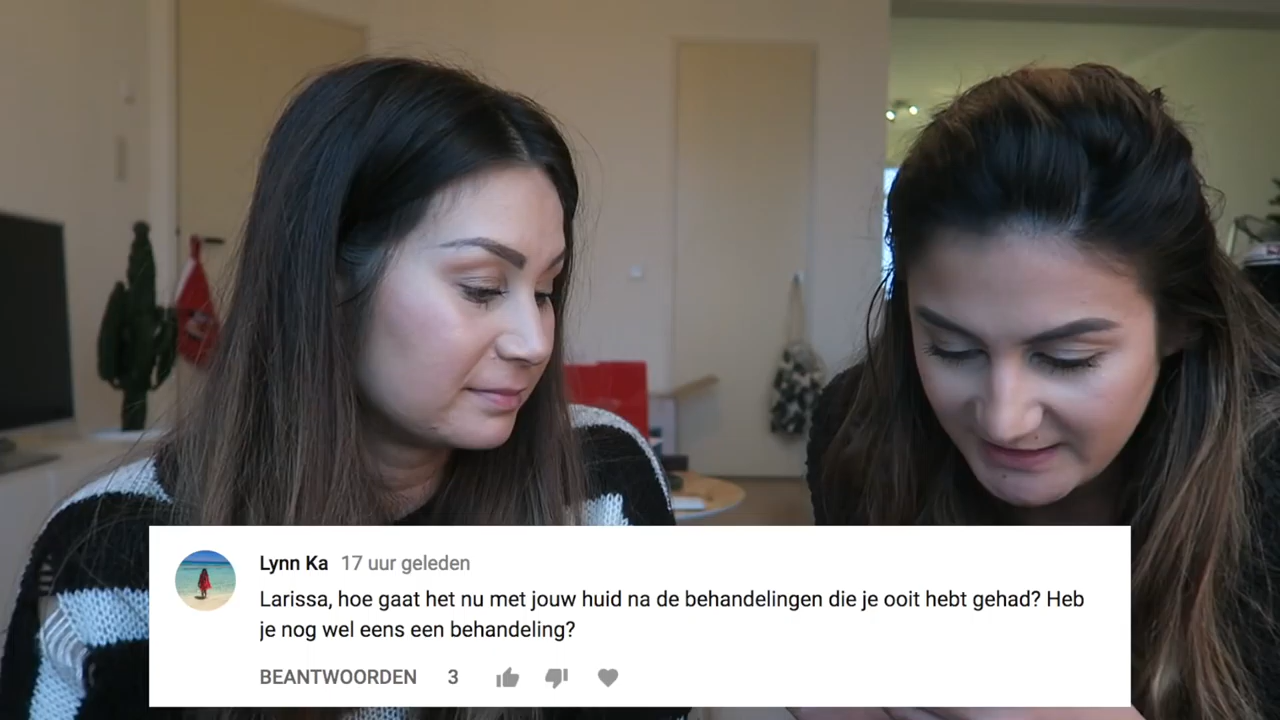 Lynn Ka 17 uur geleden
Larissa, hoe gaat het nu met jouw huid na de behandelingen die je ooit hebt gehad? Heb
je nog wel eens een behandeling?
BEANTWOORDEN 3